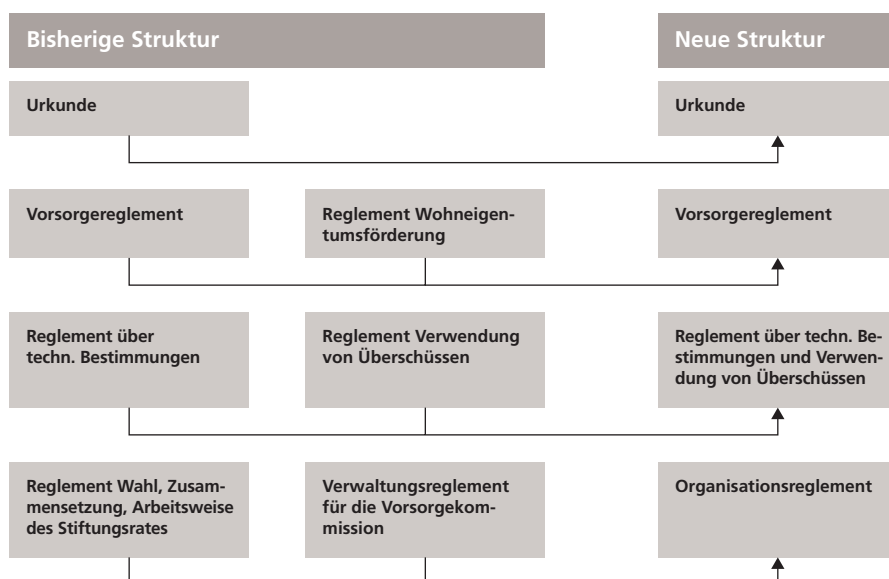 Bisherige Struktur
Neue Struktur
Urkunde
Urkunde
Vorsorgereglement
Reglement Wohneigen-
tumsförderung
Vorsorgereglement
Reglement über
techn. Bestimmungen
Reglement Verwendung
von Überschüssen
Reglement über techn. Be-
stimmungen und Verwen-
dung von Überschüssen
Reglement Wahl, Zusam-
mensetzung, Arbeitsweise
des Stiftungsrates
Verwaltungsreglement
für die Vorsorgekom-
mission
Organisationsreglement